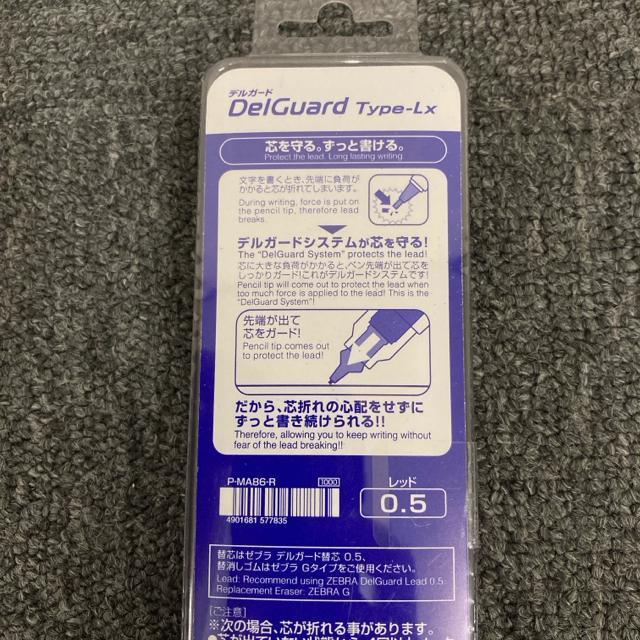 デルガード
DelGuard Type-Lx
芯を守る。ずっと書ける。
Protect the lead. Long lasting writing.
文字を書くとき、先端に負荷が
かかると芯が折れてしまいます。
During writing, force is put on
the pencil tip, therefore lead
breaks.
デルガードシステムが芯を守る!
The "DelGuard System" protects the lead!
芯に大きな負荷がかかると、ペン先端が出て芯を
しっかりガード!これがデルガードシステムです!
Pencil tip will come out to protect the lead when
too much force is applied to the lead! This is the
"DelGuard System"!
先端が出て
芯をガード!
Pencil tip comes out
to protect the lead!
だから、芯折れの心配をせずに
ずっと書き続けられる!!
Therefore, allowing you to keep writing without
fear of the lead breaking!!
P-MA86-R
1000
4901681 577835
レッド
0.5
替芯はゼブラ デルガード替芯 0.5、
替消しゴムはゼブラ Gタイプをご使用ください。
Lead: Recommend using ZEBRA DelGuard Lead 0.5
Replacement Eraser: ZEBRA G
[ご注意]
※次の場合、芯が折れる事があります。